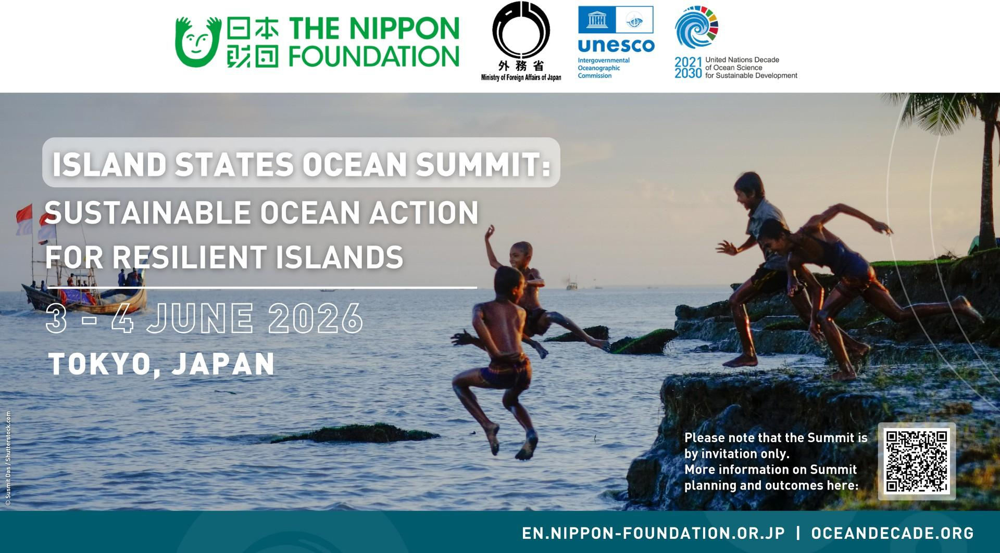 日本
財団
THE NIPPON
FOUNDATION
外務省
Ministry of Foreign Affairs of Japan
unesco
Intergovernmental
Oceanographic
Commission
2021
2030
United Nations Decade
of Ocean Science
for Sustainable Development
ISLAND STATES OCEAN SUMMIT:
SUSTAINABLE OCEAN ACTION
FOR RESILIENT ISLANDS
3 - 4 JUNE 2026
TOKYO, JAPAN
Please note that the Summit is
by invitation only.
More information on Summit
planning and outcomes here:
© Susmit Das / Shutterstock.com
EN.NIPPON-FOUNDATION.OR.JP | OCEANDECADE.ORG